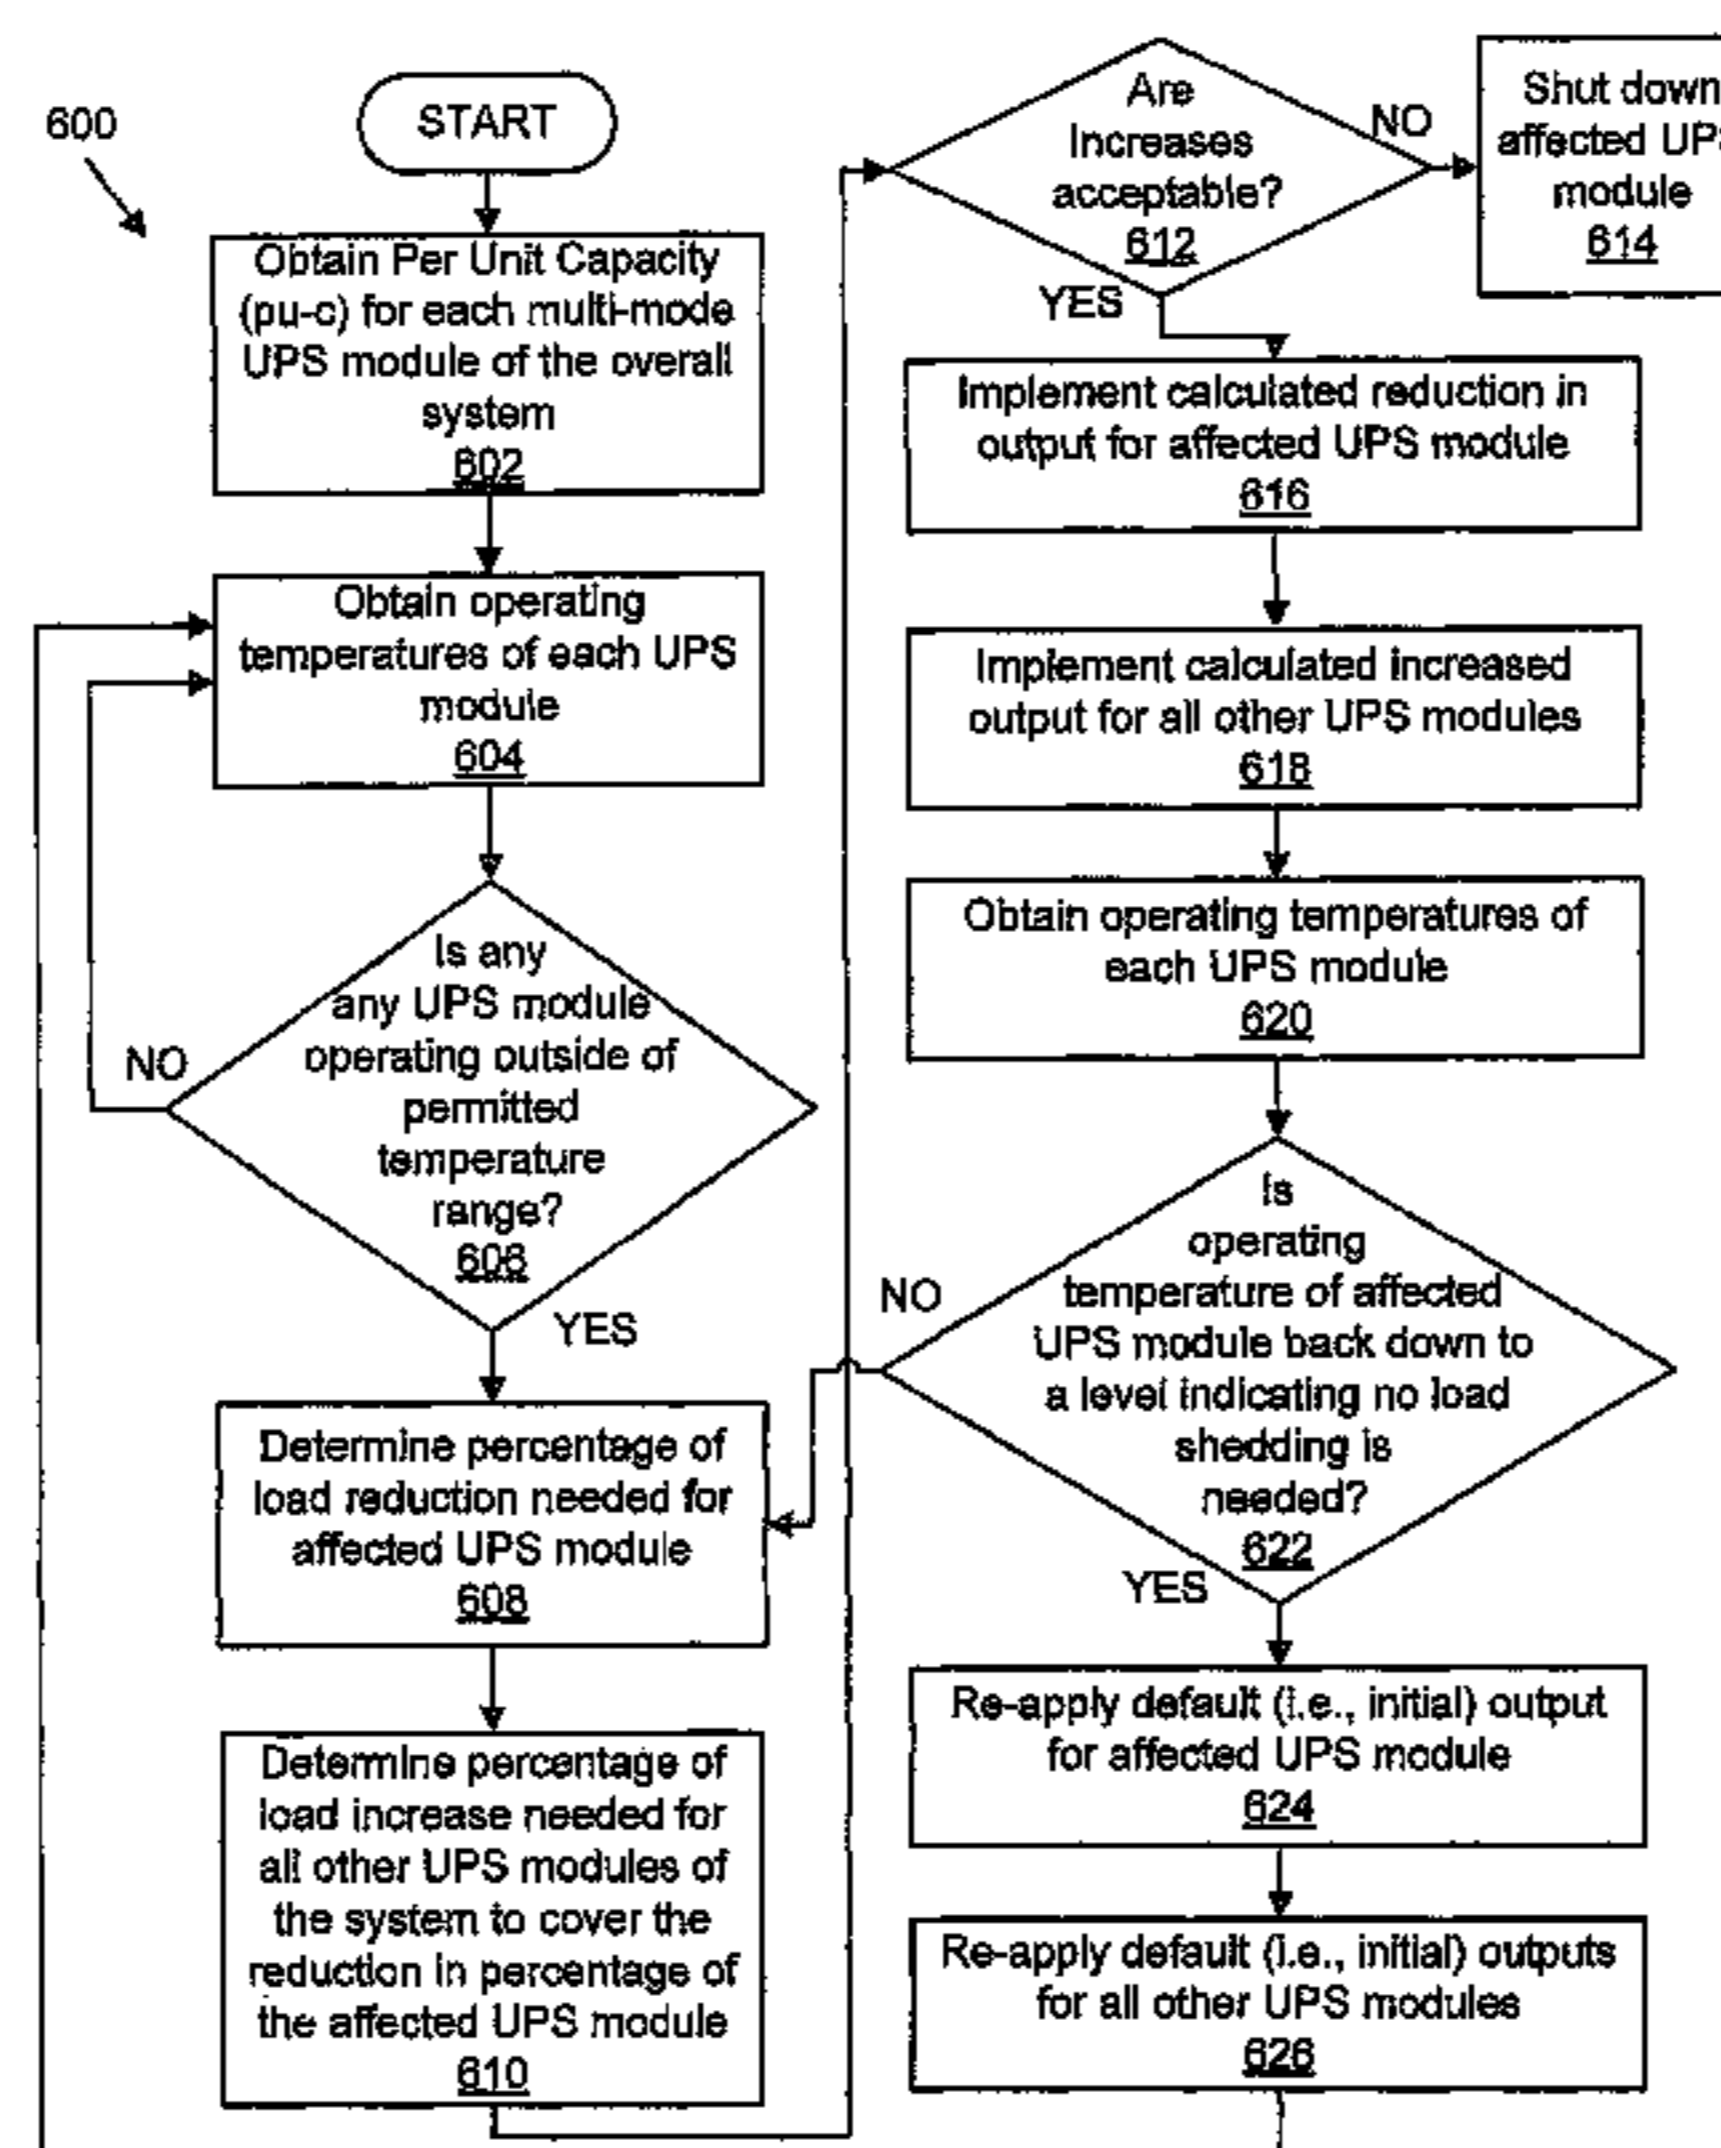 600
START
Obtain Per Unit Capacity
(pu-c) for each multi-mode
UPS module of the overall
system
602
Obtain operating
temperatures of each UPS
module
604
Is any
any UPS module
operating outside of
permitted
temperature
range?
606
NO
YES
Determine percentage of
load reduction needed for
affected UPS module
608
Determine percentage of
load increase needed for
all other UPS modules of
the system to cover the
reduction in percentage of
the affected UPS module
610
Are
increases
acceptable?
612
NO
YES
Shut down
affected UPS
module
614
Implement calculated reduction in
output for affected UPS module
616
Implement calculated increased
output for all other UPS modules
618
Obtain operating temperatures of
each UPS module
620
Is
operating
temperature of affected
UPS module back down to
a level indicating no load
shedding is
needed?
622
NO
YES
Re-apply default (i.e., initial) output
for affected UPS module
624
Re-apply default (i.e., initial) outputs
for all other UPS modules
626